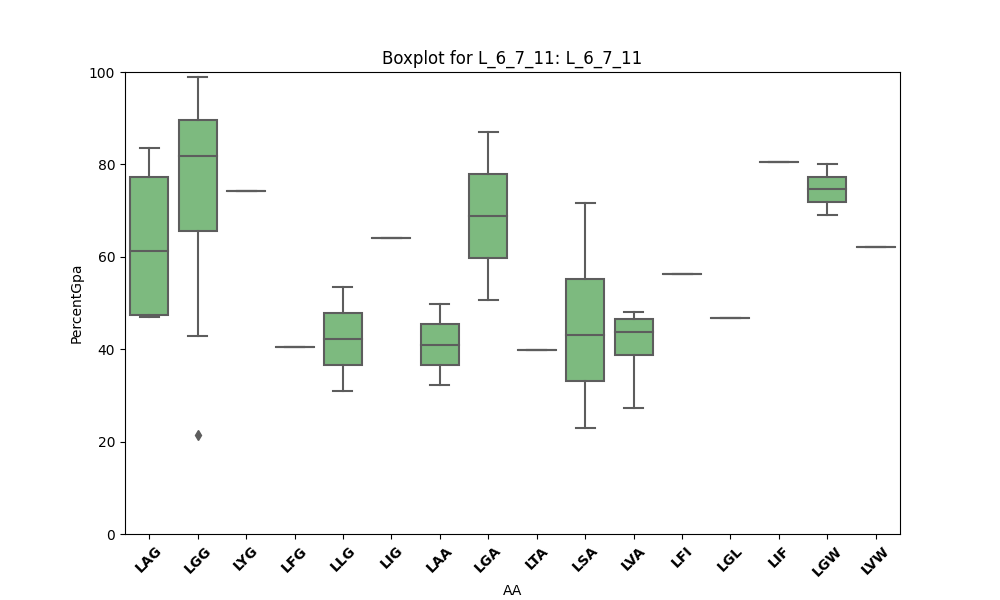 Boxplot for L_6_7_11: L_6_7_11
100
80
60
40
20
0
PercentGpa
LAG LGG LYG LFG LLG LIG LAA LGA LTA LSA LVA LFI LGL LIF LGW LVW
AA